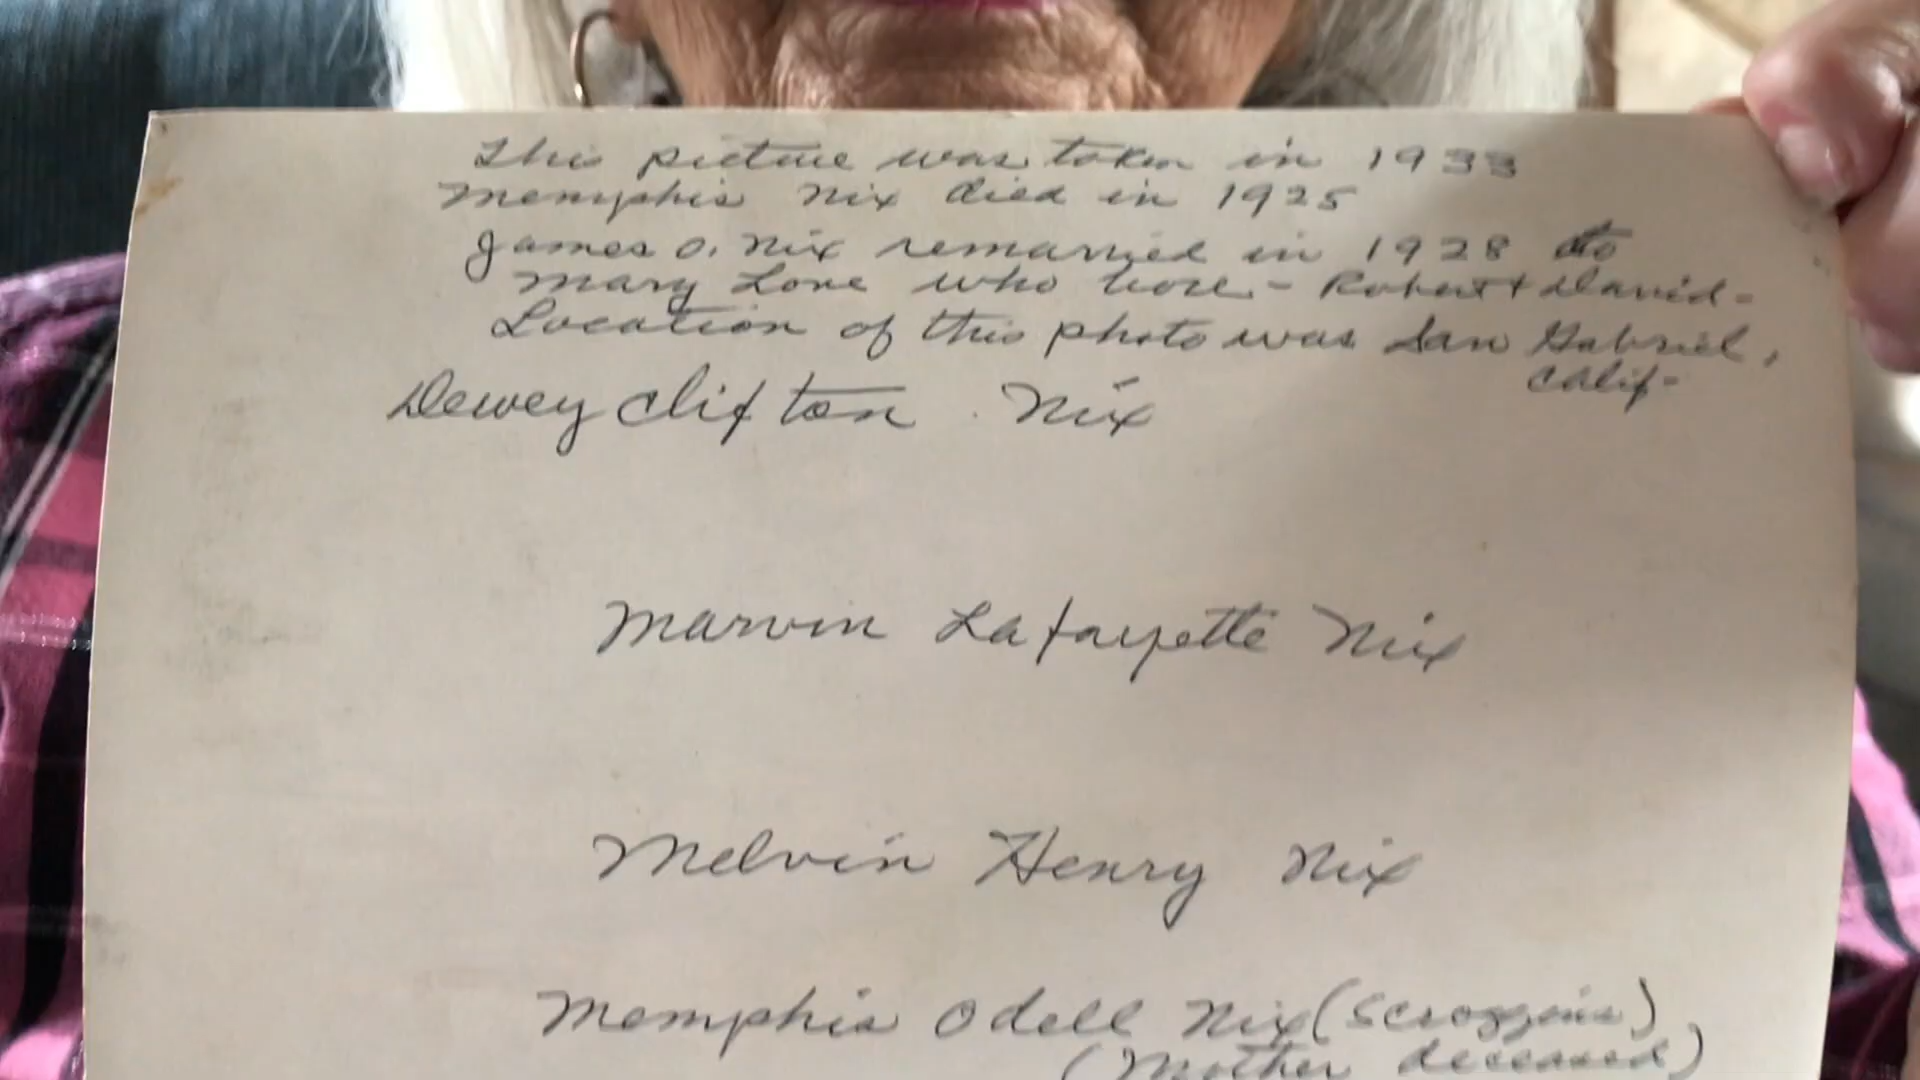 This picture was taken in 1933
Memphis Nix died in 1925
James O. Nix remarried in 1928 to
Mary Love who bore - Robert + David -
Location of this photo was San Gabriel,
Calif-
Dewey Clifton Nix
Marvin Lafayette Nix
Melvin Henry Nix
Memphis Odell Nix (Scroggins)
(Mother deceased)